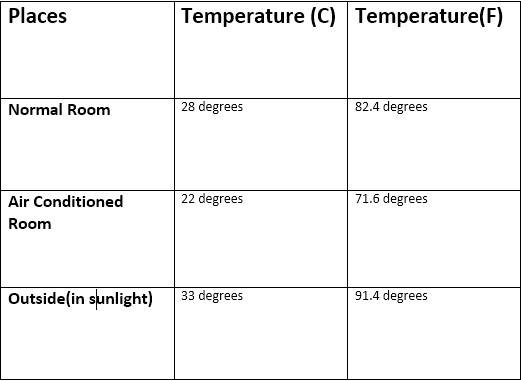 Places Temperature (C) Temperature(F)
Normal Room 28 degrees 82.4 degrees
Air Conditioned 22 degrees 71.6 degrees
Room
Outside(in sunlight) 33 degrees 91.4 degrees